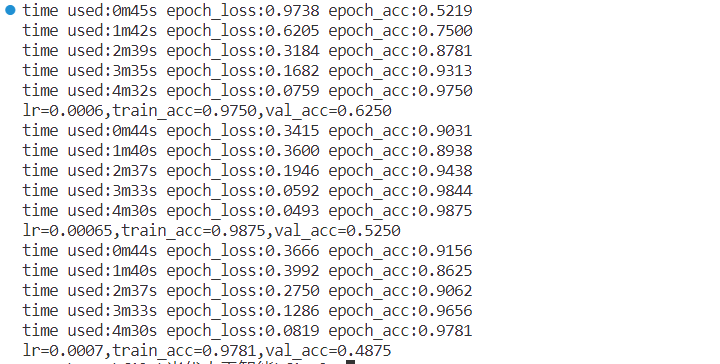 time used:0m45s epoch_loss:0.9738 epoch_acc:0.5219
time used:1m42s epoch_loss:0.6205 epoch_acc:0.7500
time used:2m39s epoch_loss:0.3184 epoch_acc:0.8781
time used:3m35s epoch_loss:0.1682 epoch_acc:0.9313
time used:4m32s epoch_loss:0.0759 epoch_acc:0.9750
lr=0.0006,train_acc=0.9750,val_acc=0.6250
time used:0m44s epoch_loss:0.3415 epoch_acc:0.9031
time used:1m40s epoch_loss:0.3600 epoch_acc:0.8938
time used:2m37s epoch_loss:0.1946 epoch_acc:0.9438
time used:3m33s epoch_loss:0.0592 epoch_acc:0.9844
time used:4m30s epoch_loss:0.0493 epoch_acc:0.9875
lr=0.00065,train_acc=0.9875,val_acc=0.5250
time used:0m44s epoch_loss:0.3666 epoch_acc:0.9156
time used:1m40s epoch_loss:0.3992 epoch_acc:0.8625
time used:2m37s epoch_loss:0.2750 epoch_acc:0.9062
time used:3m33s epoch_loss:0.1286 epoch_acc:0.9656
time used:4m30s epoch_loss:0.0819 epoch_acc:0.9781
lr=0.0007,train_acc=0.9781,val_acc=0.4875